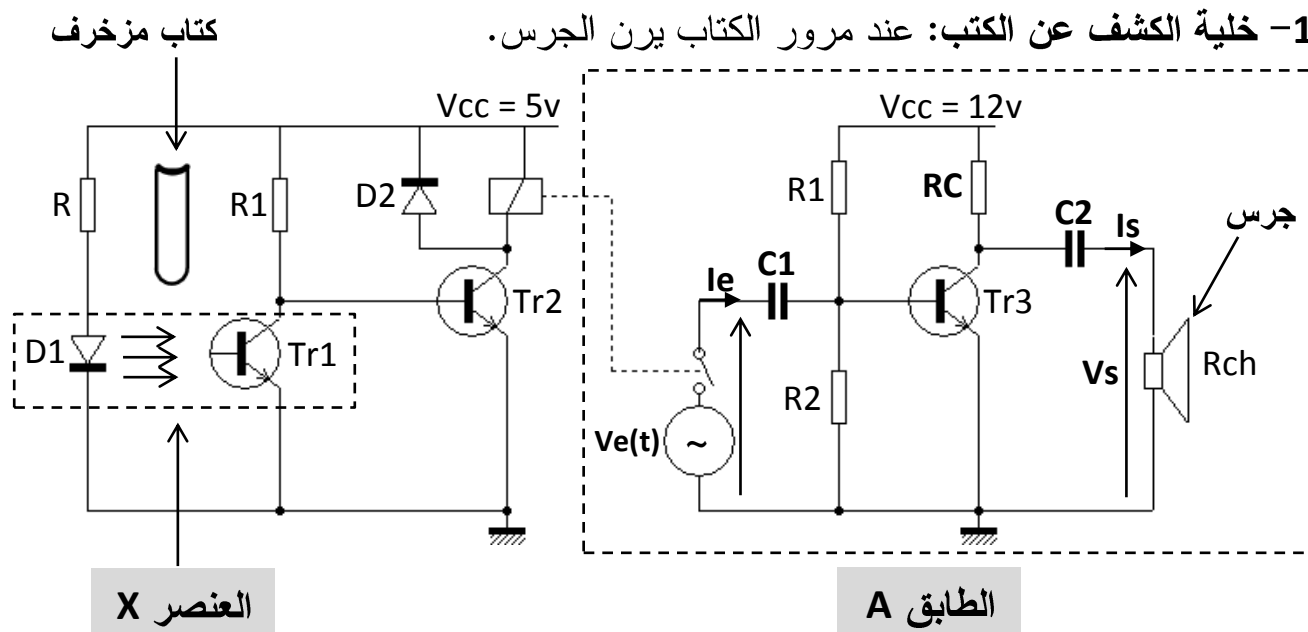 1- خلية الكشف عن الكتب: عند مرور الكتاب يرن الجرس.
كتاب مزخرف
Vcc = 5v
Vcc = 12v
R
R1
D2
R1
RC
C2
Is
جرس
Ie
C1
Tr2
Tr3
D1
Tr1
R2
Vs
Rch
Ve(t)
~
العنصر X
الطابق A